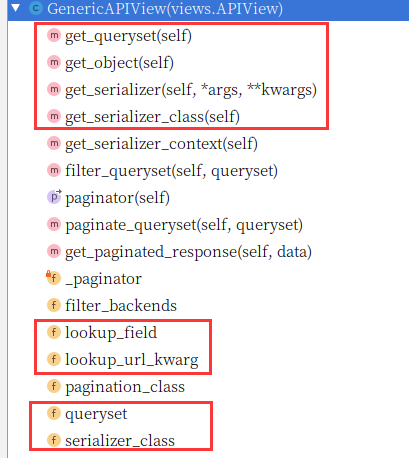 GenericAPIView(views.APIView)
get_queryset(self)
get_object(self)
get_serializer(self, *args, **kwargs)
get_serializer_class(self)
get_serializer_context(self)
filter_queryset(self, queryset)
paginator(self)
paginate_queryset(self, queryset)
get_paginated_response(self, data)
_paginator
filter_backends
lookup_field
lookup_url_kwarg
pagination_class
queryset
serializer_class